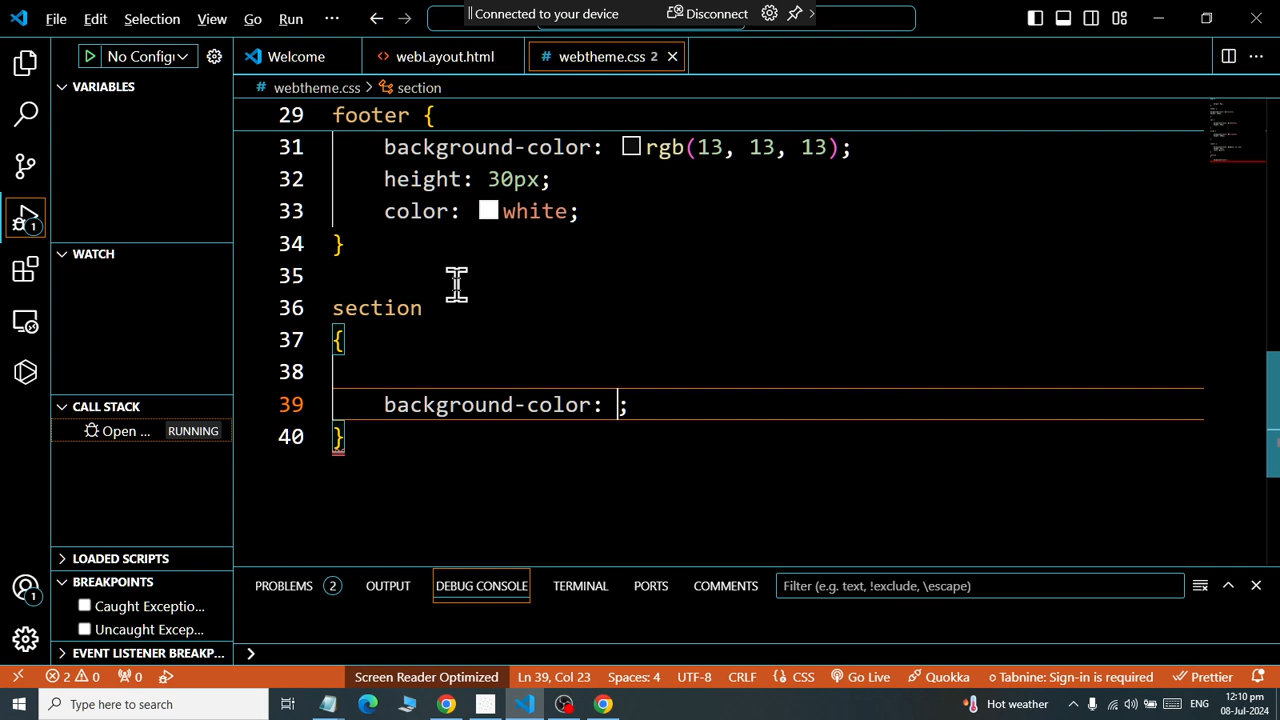 File Edit Selection View Go Run ···
Connected to your device Disconnect
No Configu
Welcome
webLayout.html
# webtheme.css 2
# webtheme.css > section
VARIABLES
WATCH
CALL STACK
Open ... RUNNING
LOADED SCRIPTS
BREAKPOINTS
Caught Exceptio...
Uncaught Excep...
EVENT LISTENER BREAKP...
29 footer {
31 background-color: rgb(13, 13, 13);
32 height: 30px;
33 color: white;
34 }
35
36 section
37 {
38
39 background-color: ;
40 }
PROBLEMS 2 OUTPUT DEBUG CONSOLE TERMINAL PORTS COMMENTS
Filter (e.g. text, !exclude, \escape)
1
1
2 0 0 Screen Reader Optimized Ln 39, Col 23 Spaces: 4 UTF-8 CRLF {} CSS Go Live Quokka Tabnine: Sign-in is required Prettier
Type here to search
Hot weather ENG
12:10 pm
08-Jul-2024